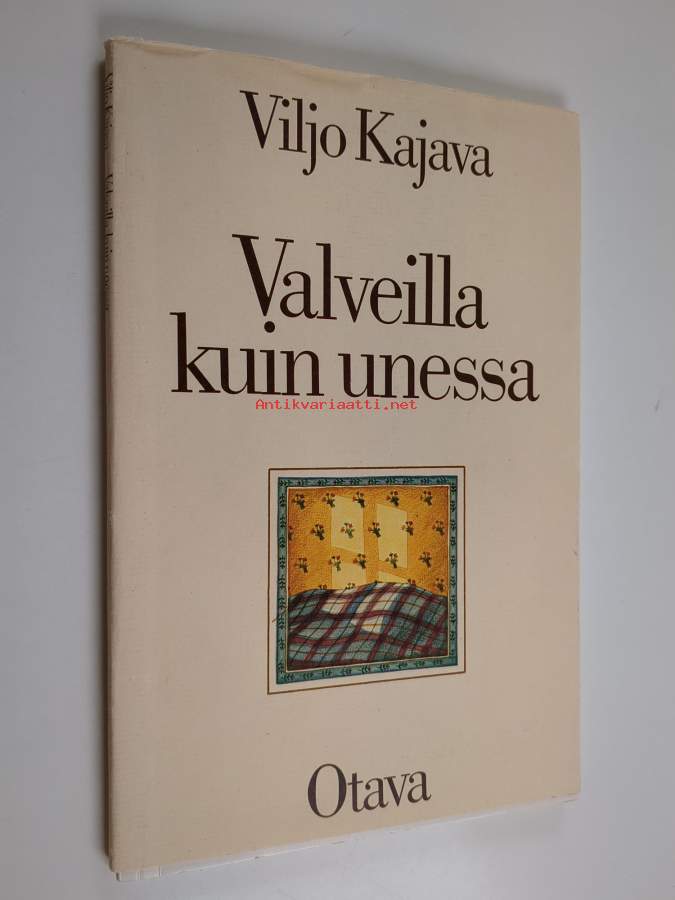 Viljo Kajava
Valveilla
kuin unessa
Antikvariaatti.net
Otava